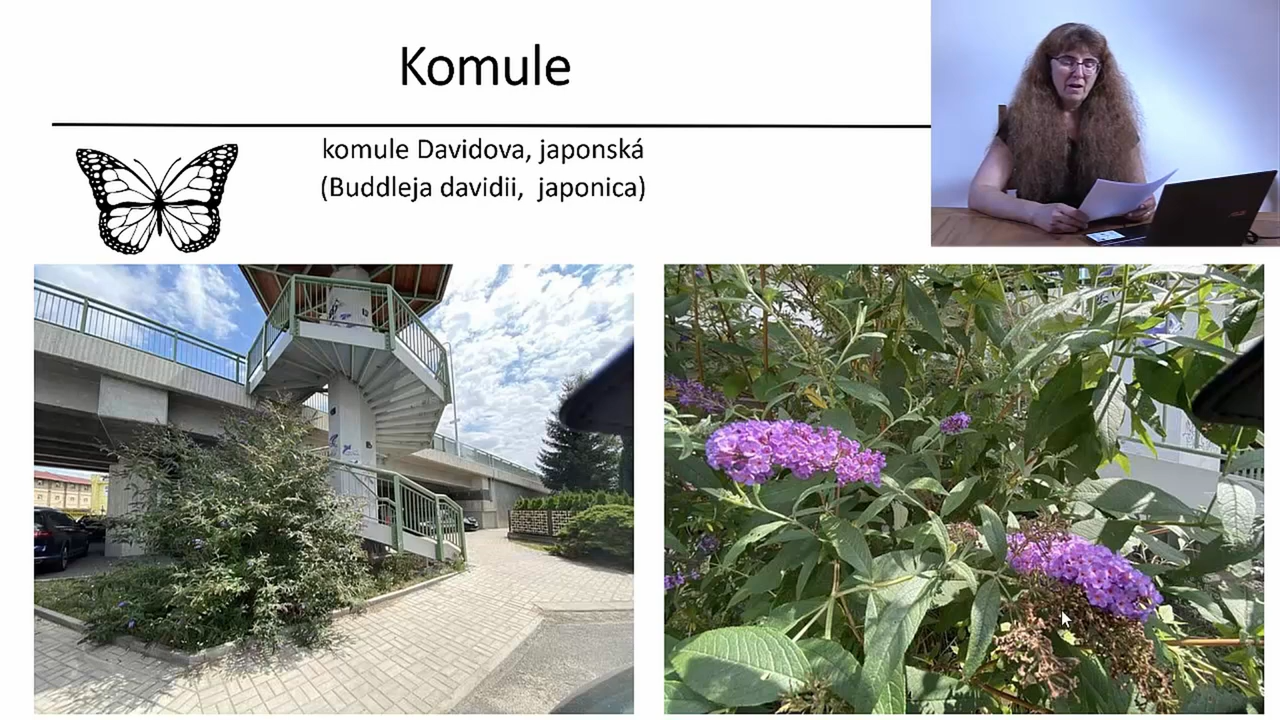 Komule
komule Davidova, japonská
(Buddleja davidii,  japonica)